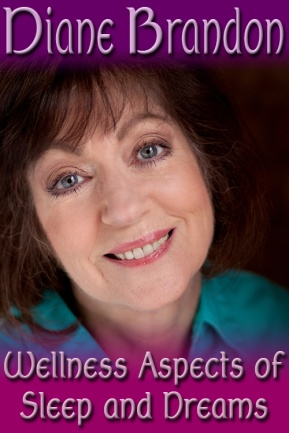 Diane Brandon
Wellness Aspects of
Sleep and Dreams